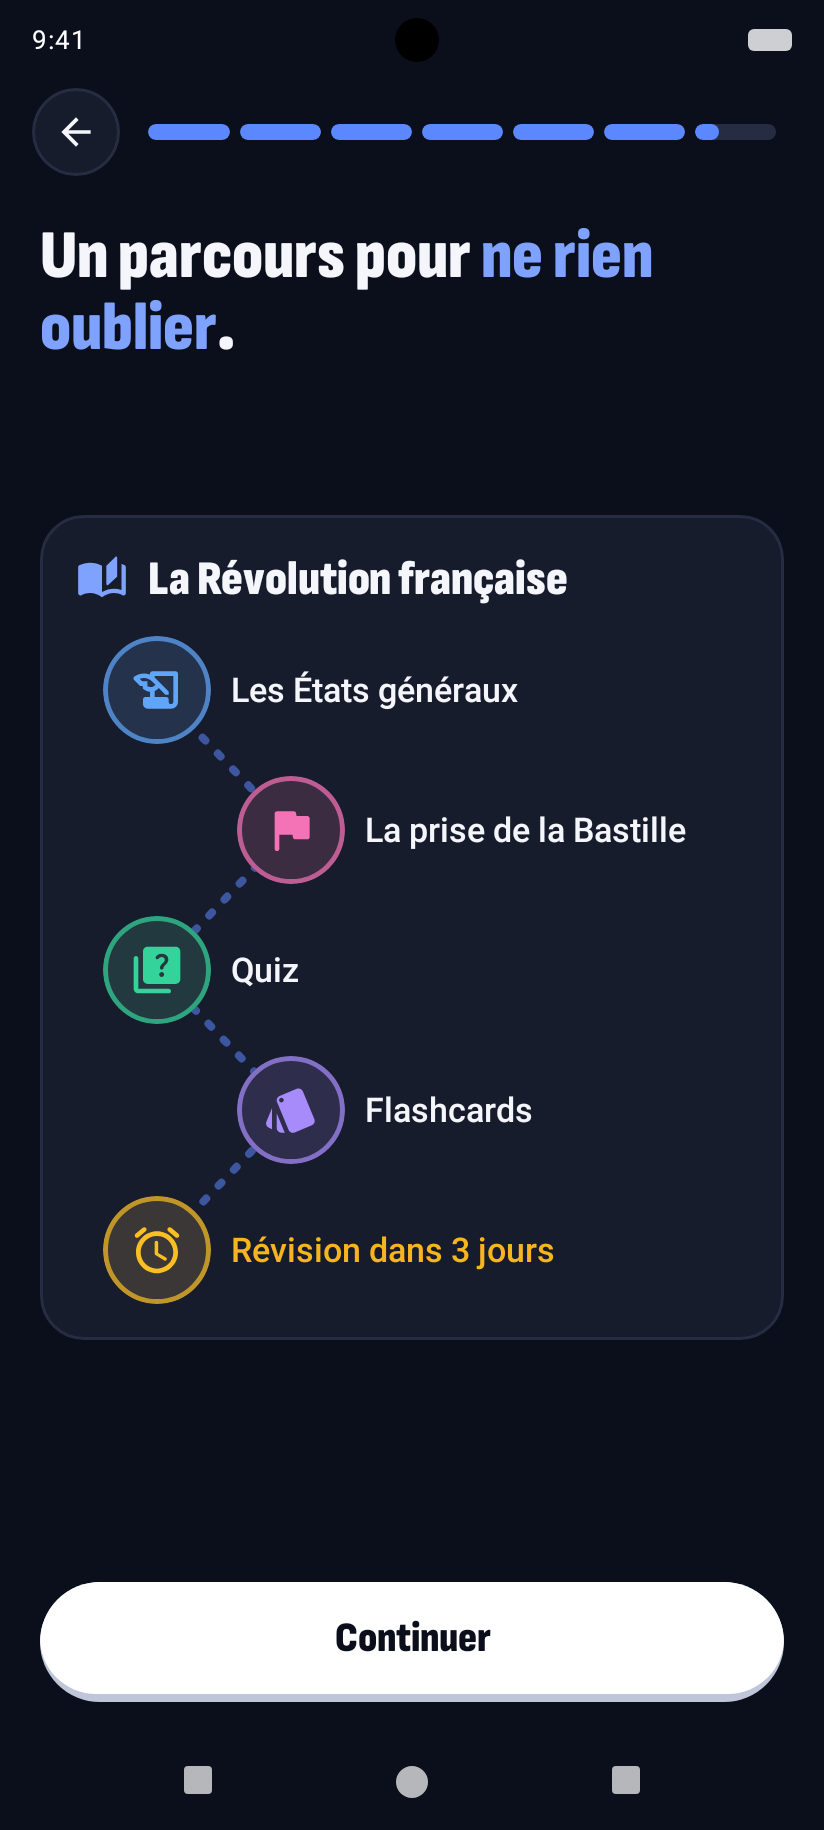 9:41
Un parcours pour ne rien
oublier.
La Révolution française
Les États généraux
La prise de la Bastille
Quiz
?
Flashcards
Révision dans 3 jours
Continuer